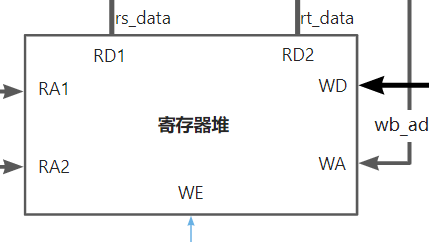 rs_data
rt_data
RD1
RD2
RA1
WD
寄存器堆
wb_ad
RA2
WA
WE